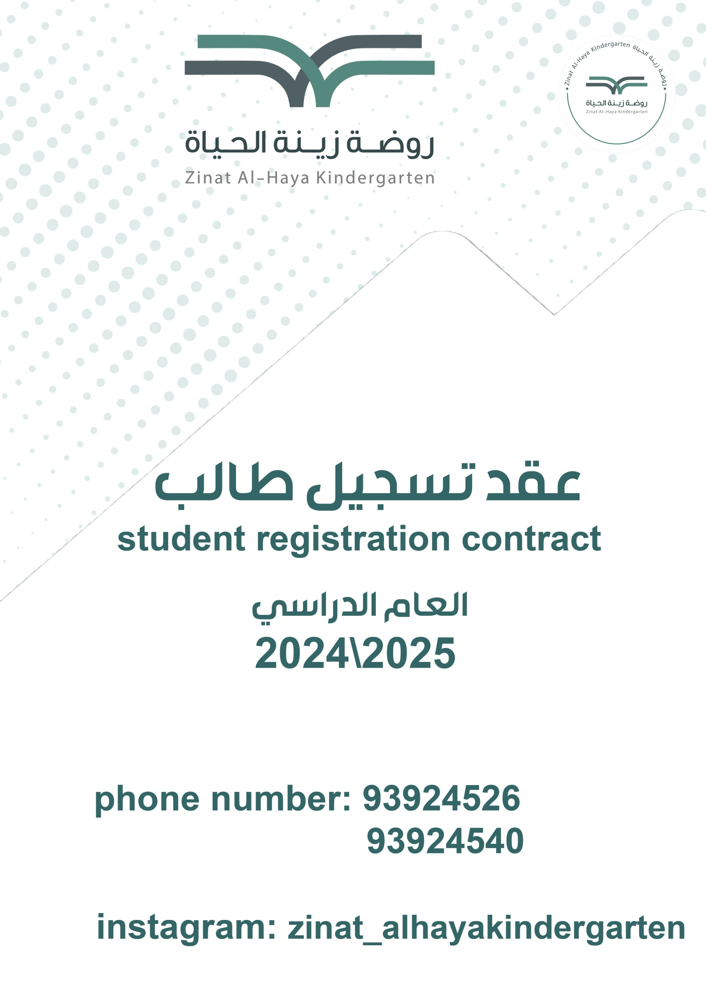 روضة زينة الحياة
Zinat Al-Haya Kindergarten
Zinat Al-Haya Kindergarten روضة زينة الحياة
روضة زينة الحياة
Zinat Al-Haya Kindergarten
عقد تسجيل طالب
student registration contract
العام الدراسي
2024\2025
phone number: 93924526
93924540
instagram: zinat_alhayakindergarten